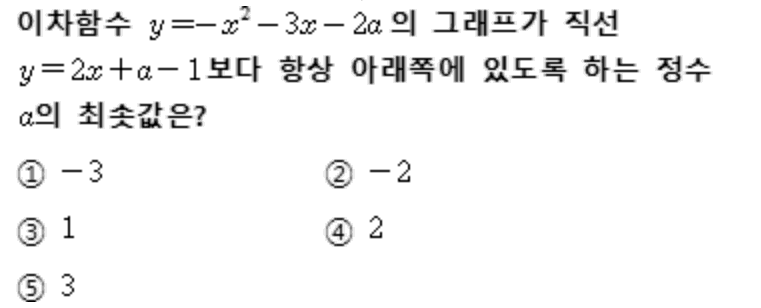 이차함수 y=-x²-3x-2a의 그래프가 직선
y=2x+a-1보다 항상 아래쪽에 있도록 하는 정수
a의 최솟값은?
① -3 ② -2
③ 1 ④ 2
⑤ 3